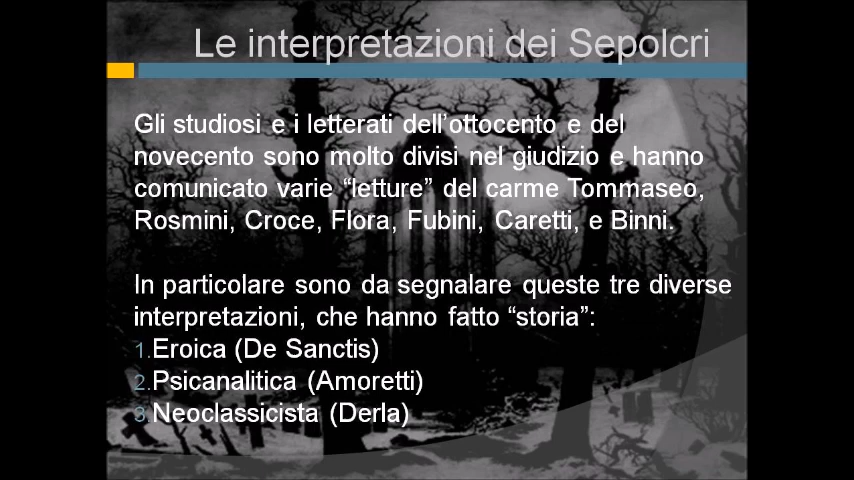 Le interpretazioni dei Sepolcri
Gli studiosi e i letterati dell’ottocento e del
novecento sono molto divisi nel giudizio e hanno
comunicato varie “letture” del carme Tommaseo,
Rosmini, Croce, Flora, Fubini, Caretti, e Binni.
In particolare sono da segnalare queste tre diverse
interpretazioni, che hanno fatto “storia”:
1.Eroica (De Sanctis)
2.Psicanalitica (Amoretti)
3.Neoclassicista (Derla)